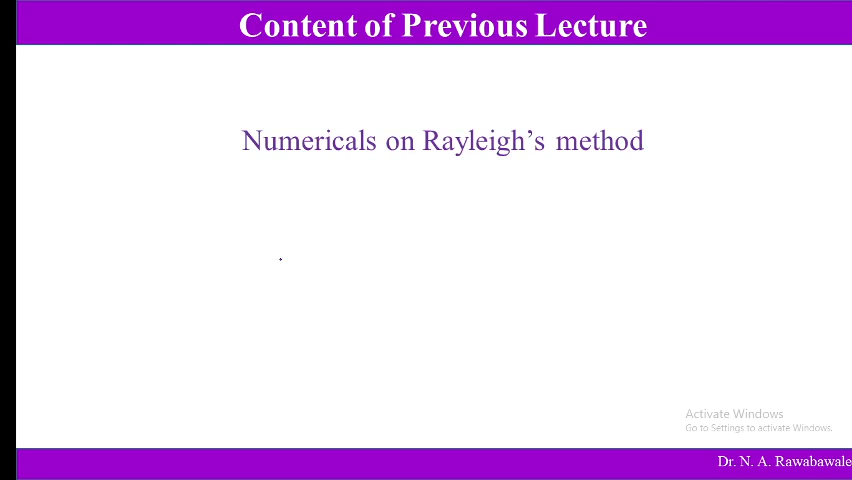 Content of Previous Lecture
Numericals on Rayleigh’s method
Activate Windows
Go to Settings to activate Windows.
Dr. N. A. Rawabawale